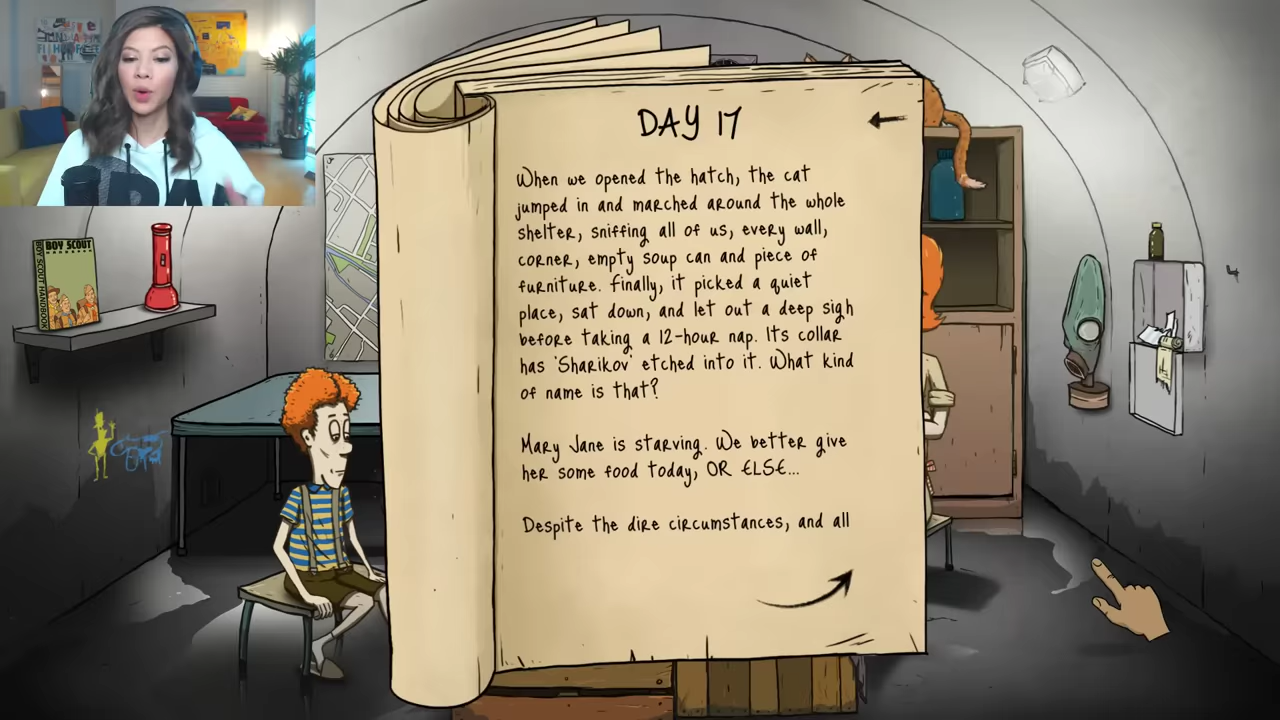 DAY 17
When we opened the hatch, the cat
jumped in and marched around the whole
shelter, sniffing all of us, every wall,
corner, empty soup can and piece of
furniture. Finally, it picked a quiet
place, sat down, and let out a deep sigh
before taking a 12-hour nap. Its collar
has 'Sharikov' etched into it. What kind
of name is that?
Mary Jane is starving. We better give
her some food today, OR ELSE...
Despite the dire circumstances, and all
BOY SCOUT
BOY SCOUT HANDBOOK